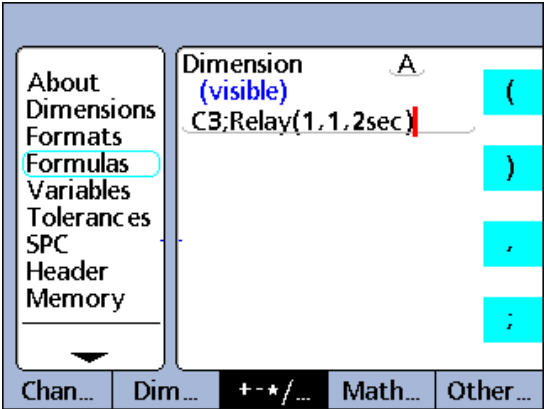 About
Dimensions
Formats
Formulas
Variables
Tolerances
SPC
Header
Memory
Dimension A
(visible)
C3;Relay(1,1,2sec)
(
)
,
;
Chan... Dim... +-*/... Math... Other...